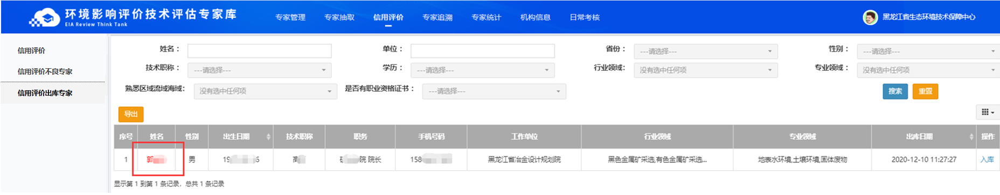 环境影响评价技术评估专家库
EIA Review Think Tank
专家管理 专家抽取 信用评价 专家追溯 专家统计 机构信息 日常考核
黑龙江省生态环境技术保障中心
信用评价
信用评价不良专家
信用评价出库专家
姓名： 单位： 省份： ---请选择--- 性别： ---请选择---
技术职称： ---请选择--- 学历： ---请选择--- 行业领域： 没有选中任何项 专业领域： 没有选中任何项
熟悉区域流域海域： 没有选中任何项 是否有职业资格证书： ---请选择---
搜索 重置
导出
序号 姓名 性别 出生日期 技术职称 职务 手机号码 工作单位 行业领域 专业领域 出库日期 操作
1 郭 男 19 6 院 院长 158 黑龙江省冶金设计规划院 黑色金属矿采选,有色金属矿采选... 地表水环境,土壤环境,固体废物 2020-12-10 11:27:27 入库
显示第 1 到第 1 条记录，总共 1 条记录